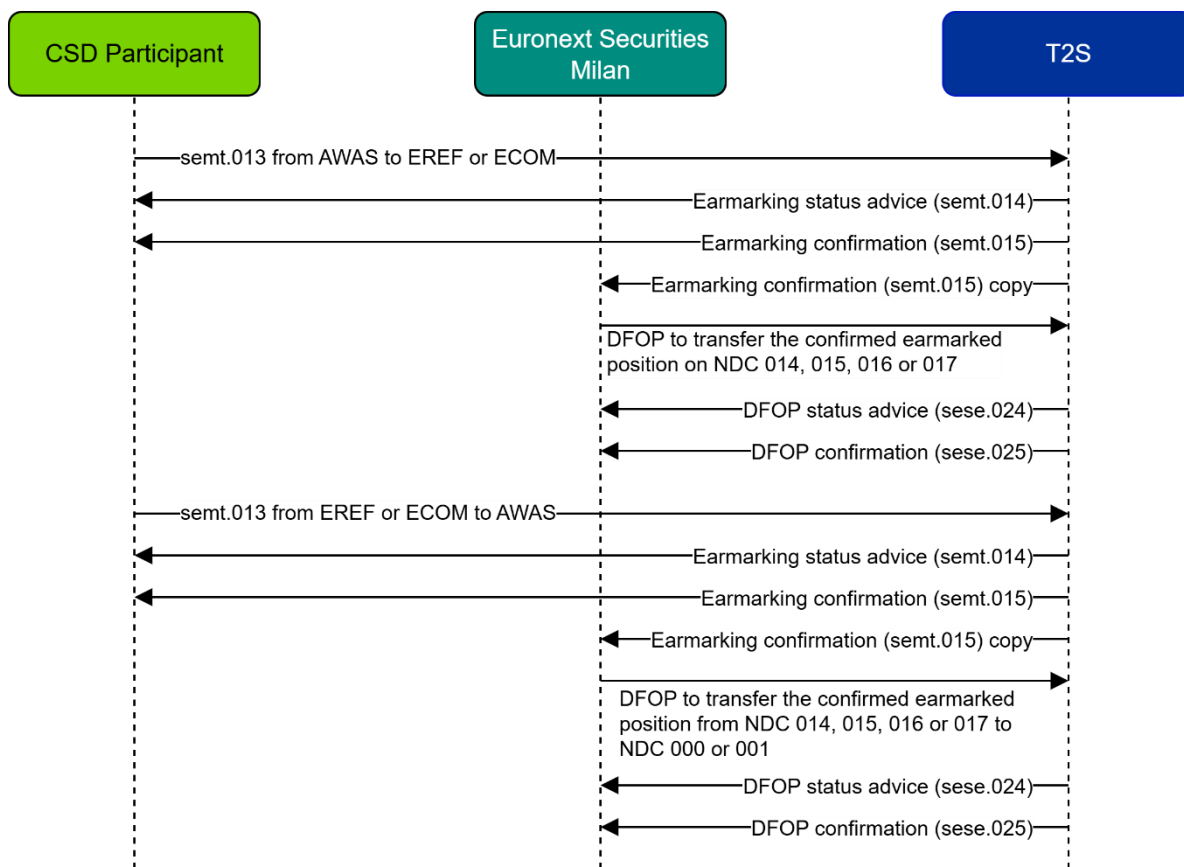 CSD Participant
Euronext Securities
Milan
T2S
semt.013 from AWAS to EREF or ECOM
Earmarking status advice (semt.014)
Earmarking confirmation (semt.015)
Earmarking confirmation (semt.015) copy
DFOP to transfer the confirmed earmarked
position on NDC 014, 015, 016 or 017
DFOP status advice (sese.024)
DFOP confirmation (sese.025)
semt.013 from EREF or ECOM to AWAS
Earmarking status advice (semt.014)
Earmarking confirmation (semt.015)
Earmarking confirmation (semt.015) copy
DFOP to transfer the confirmed earmarked
position from NDC 014, 015, 016 or 017 to
NDC 000 or 001
DFOP status advice (sese.024)
DFOP confirmation (sese.025)